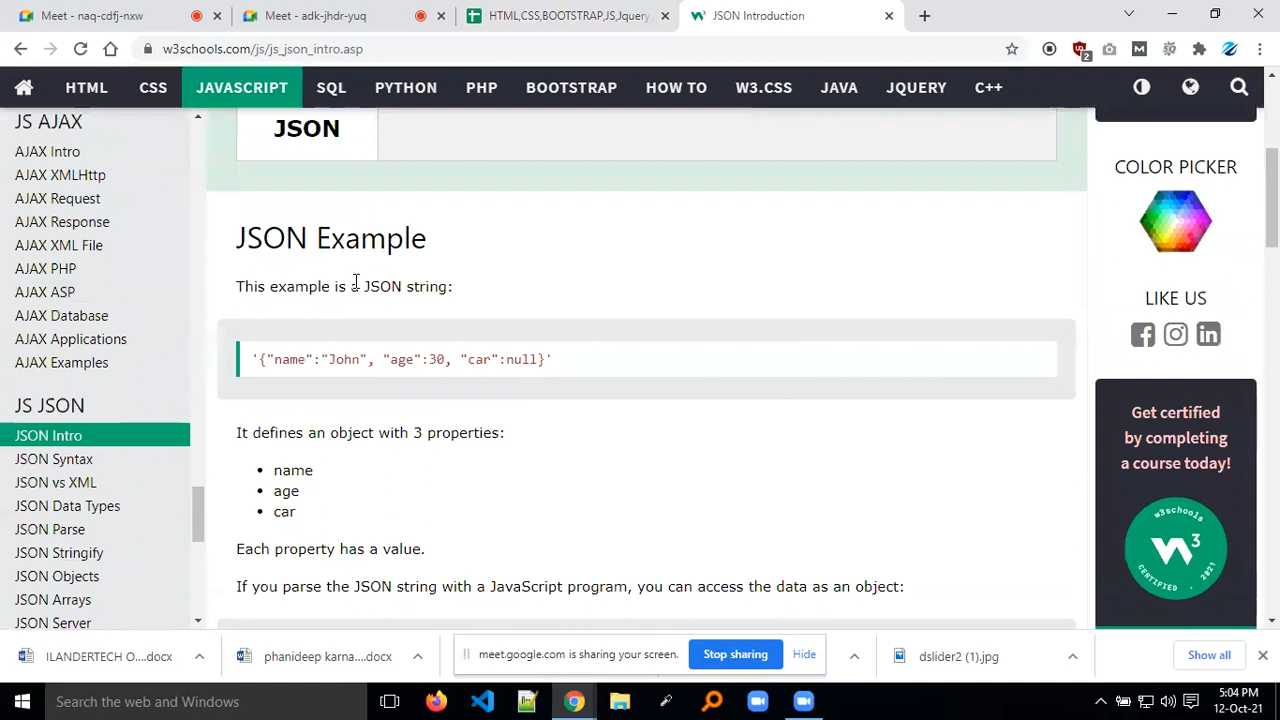 Meet - naq-cdfj-nxw
Meet - adk-jhdr-yuq
HTML,CSS,BOOTSTRAP,JS,Jquery
JSON Introduction
w3schools.com/js/js_json_intro.asp
2
HTML CSS JAVASCRIPT SQL PYTHON PHP BOOTSTRAP HOW TO W3.CSS JAVA JQUERY C++
JS AJAX
AJAX Intro
AJAX XMLHttp
AJAX Request
AJAX Response
AJAX XML File
AJAX PHP
AJAX ASP
AJAX Database
AJAX Applications
AJAX Examples
JS JSON
JSON Intro
JSON Syntax
JSON vs XML
JSON Data Types
JSON Parse
JSON Stringify
JSON Objects
JSON Arrays
JSON Server
JSON
JSON Example
This example is a JSON string:
'{"name":"John", "age":30, "car":null}'
It defines an object with 3 properties:
• name
• age
• car
Each property has a value.
If you parse the JSON string with a JavaScript program, you can access the data as an object:
COLOR PICKER
LIKE US
Get certified
by completing
a course today!
w3schools
3
CERTIFIED . 2021
ILANDERTECH O....docx
phanideep karna....docx
meet.google.com is sharing your screen.
Stop sharing
Hide
dslider2 (1).jpg
Show all
Search the web and Windows
5:04 PM
12-Oct-21